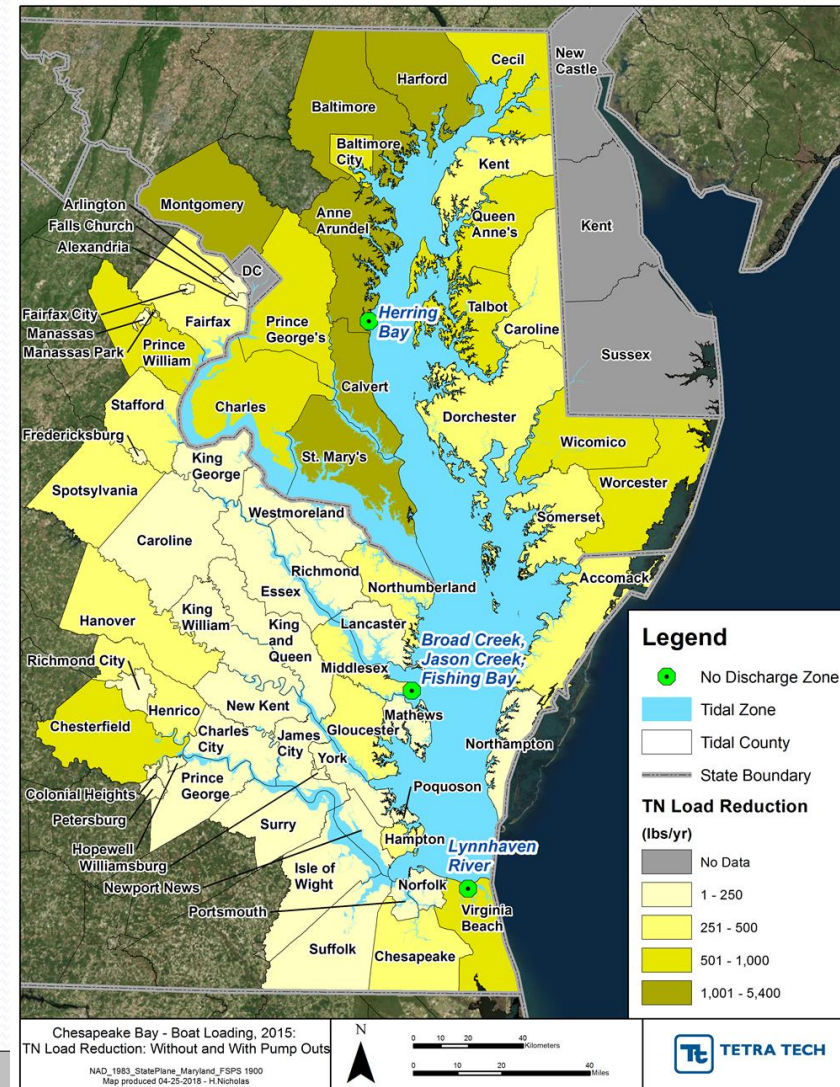 Cecil
New
Castle
Harford
Baltimore
Baltimore
City
Kent
Montgomery
Arlington
Falls Church
Alexandria
Anne
Arundel
Queen
Anne's
Kent
DC
Fairfax City
Manassas
Manassas Park
Fairfax
Prince
George's
Herring
Bay
Talbot
Caroline
Prince
William
Sussex
Calvert
Stafford
Charles
Dorchester
Fredericksburg
St. Mary's
Wicomico
King
George
Spotsylvania
Worcester
Westmoreland
Somerset
Caroline
Richmond
Accomack
Essex
Northumberland
Hanover
King
William
Lancaster
King
and
Queen
Broad Creek,
Jason Creek,
Fishing Bay
Richmond City
Middlesex
Henrico
New Kent
Mathews
Chesterfield
Charles
City
James
City
Gloucester
Northampton
York
Colonial Heights
Prince
George
Poquoson
Petersburg
Surry
Hampton
Hopewell
Williamsburg
Lynnhaven
River
Newport News
Isle of
Wight
Norfolk
Portsmouth
Virginia
Beach
Suffolk
Chesapeake
Legend
No Discharge Zone
Tidal Zone
Tidal County
State Boundary
TN Load Reduction
(lbs/yr)
No Data
1 - 250
251 - 500
501 - 1,000
1,001 - 5,400
Chesapeake Bay - Boat Loading, 2015:
TN Load Reduction: Without and With Pump Outs
NAD_1983_StatePlane_Maryland_FSPS 1900
Map produced 04-25-2018 - H.Nicholas
N
0 10 20 40
Kilometers
0 10 20 40
Miles
Tt
TETRA TECH